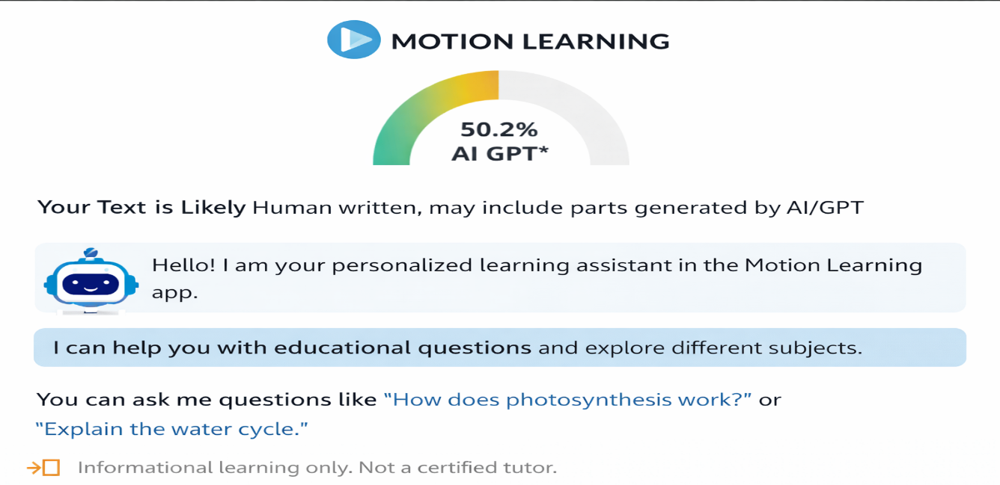 MOTION LEARNING
50.2%
AI GPT*
Your Text is Likely Human written, may include parts generated by AI/GPT
Hello! I am your personalized learning assistant in the Motion Learning
app.
I can help you with educational questions and explore different subjects.
You can ask me questions like “How does photosynthesis work?” or
“Explain the water cycle.”
Informational learning only. Not a certified tutor.